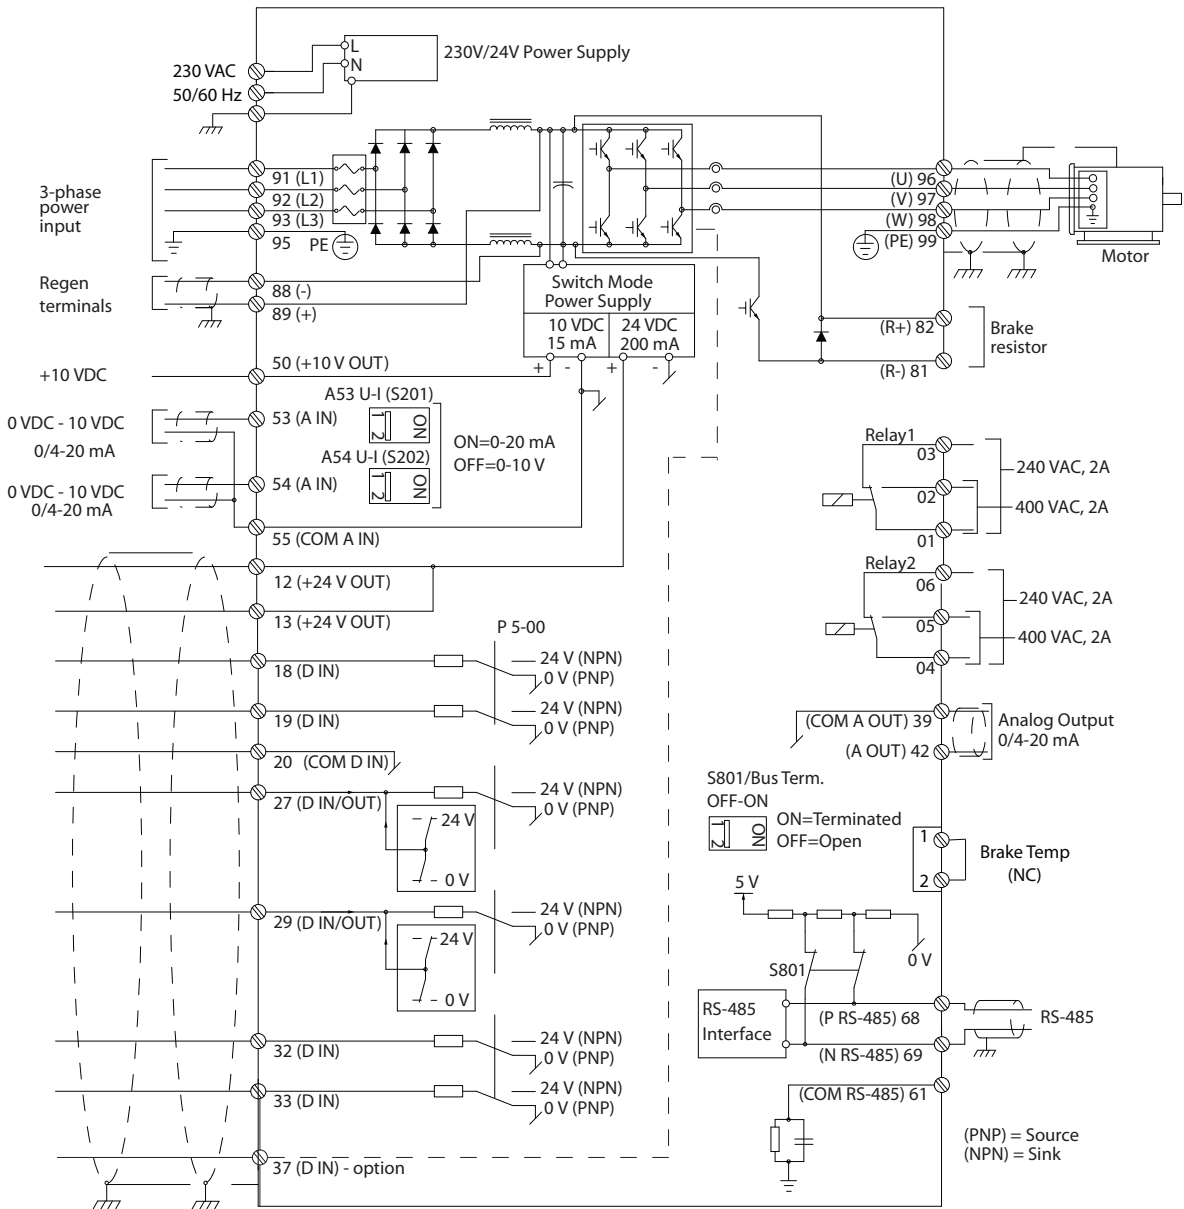 L
N
230V/24V Power Supply
230 VAC
50/60 Hz
3-phase
power
input
91 (L1)
92 (L2)
93 (L3)
95
PE
(U) 96
(V) 97
(W) 98
(PE) 99
Motor
Regen
terminals
88 (-)
89 (+)
Switch Mode
Power Supply
10 VDC
15 mA
24 VDC
200 mA
+ - + -
(R+) 82
(R-) 81
Brake
resistor
+10 VDC
50 (+10 V OUT)
0 VDC - 10 VDC
0/4-20 mA
53 (A IN)
A53 U-I (S201)
1 2
ON
A54 U-I (S202)
1 2
ON
ON=0-20 mA
OFF=0-10 V
0 VDC - 10 VDC
0/4-20 mA
54 (A IN)
55 (COM A IN)
12 (+24 V OUT)
13 (+24 V OUT)
P 5-00
18 (D IN)
24 V (NPN)
0 V (PNP)
19 (D IN)
24 V (NPN)
0 V (PNP)
20 (COM D IN)
27 (D IN/OUT)
24 V (NPN)
0 V (PNP)
24 V
0 V
29 (D IN/OUT)
24 V (NPN)
0 V (PNP)
24 V
0 V
32 (D IN)
24 V (NPN)
0 V (PNP)
33 (D IN)
24 V (NPN)
0 V (PNP)
37 (D IN) - option
Relay1
03
02
01
240 VAC, 2A
400 VAC, 2A
Relay2
06
05
04
240 VAC, 2A
400 VAC, 2A
(COM A OUT) 39
(A OUT) 42
Analog Output
0/4-20 mA
S801/Bus Term.
OFF-ON
1 2
ON
ON=Terminated
OFF=Open
1
2
Brake Temp
(NC)
5 V
0 V
S801
RS-485
Interface
(P RS-485) 68
(N RS-485) 69
RS-485
(COM RS-485) 61
(PNP) = Source
(NPN) = Sink